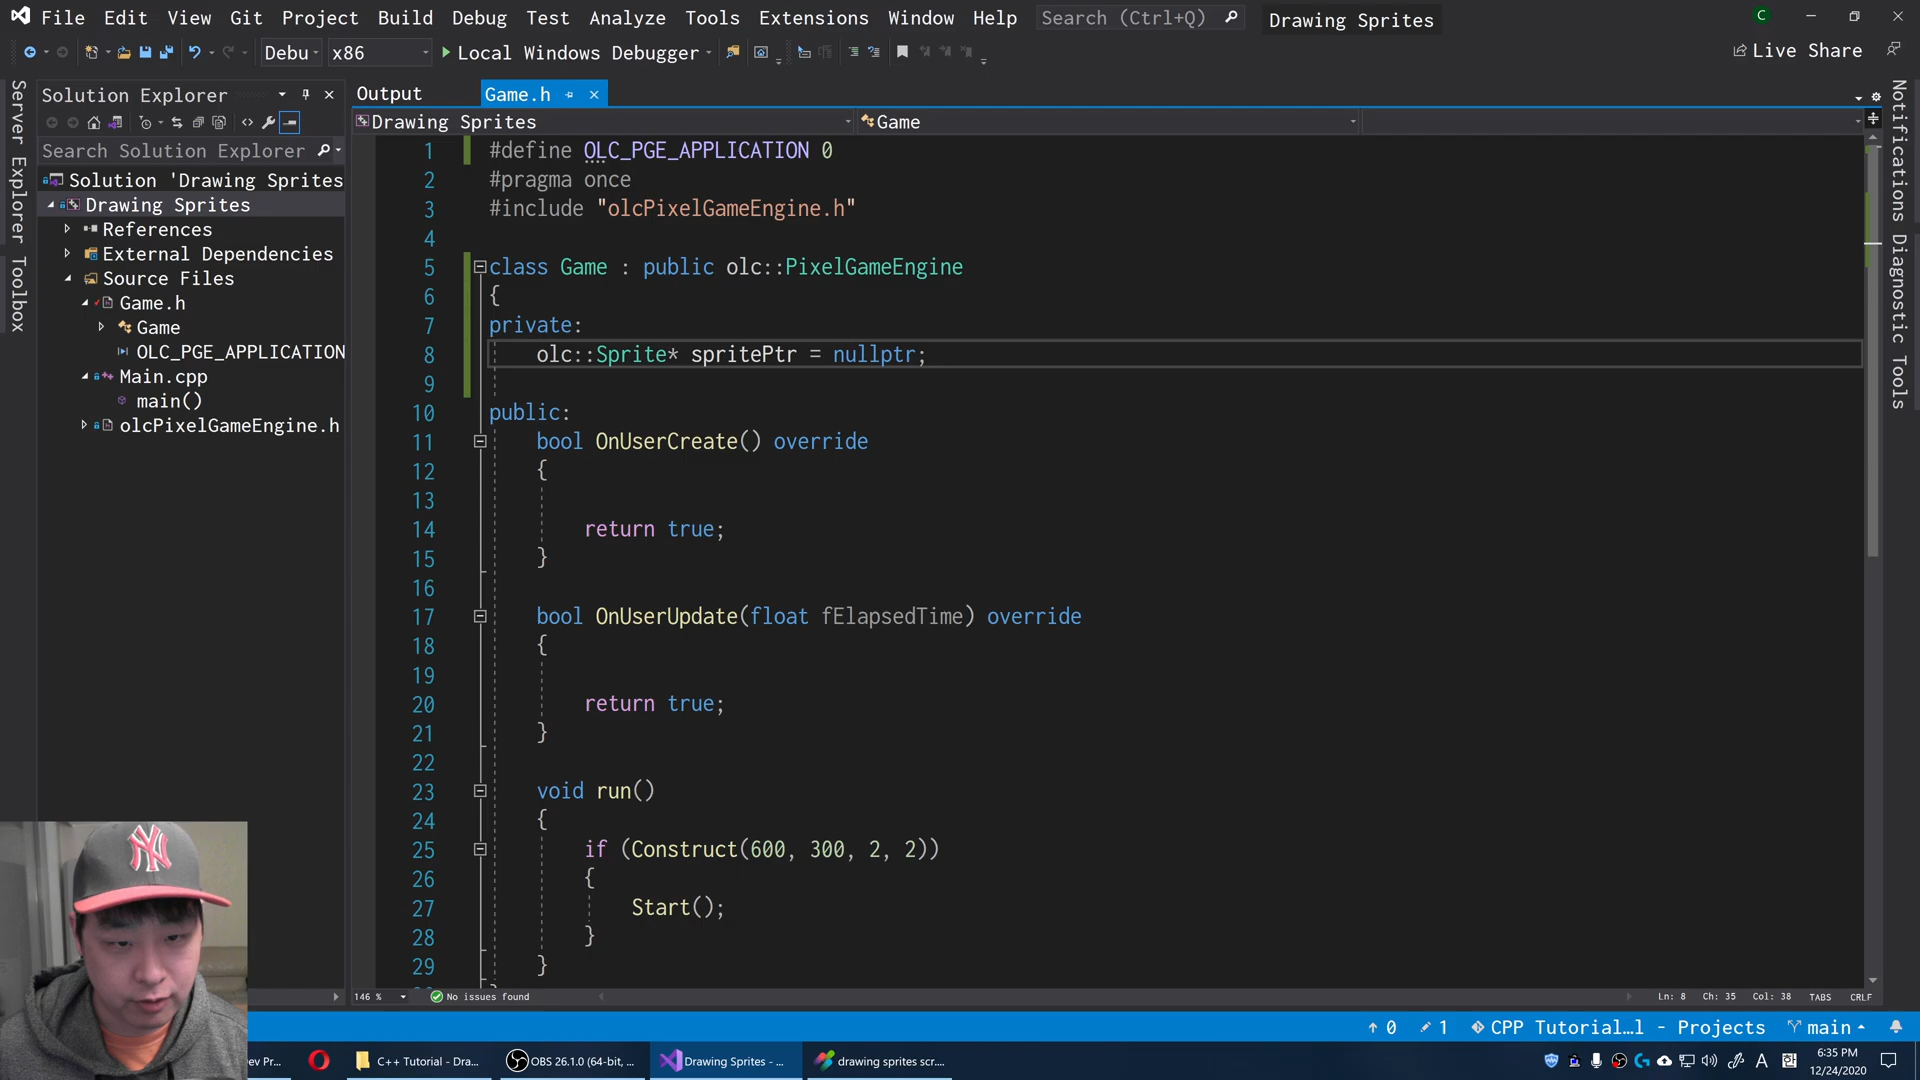 File Edit View Git Project Build Debug Test Analyze Tools Extensions Window Help Search (Ctrl+Q) Drawing Sprites C
Debu x86 Local Windows Debugger Live Share
Server Explorer Toolbox
Solution Explorer
Search Solution Explorer
Solution 'Drawing Sprites
Drawing Sprites
References
External Dependencies
Source Files
Game.h
Game
OLC_PGE_APPLICATION
Main.cpp
main()
olcPixelGameEngine.h
Output Game.h
Drawing Sprites Game
1 #define OLC_PGE_APPLICATION 0
2 #pragma once
3 #include "olcPixelGameEngine.h"
4
5 class Game : public olc::PixelGameEngine
6 {
7 private:
8 olc::Sprite* spritePtr = nullptr;
9
10 public:
11 bool OnUserCreate() override
12 {
13
14 return true;
15 }
16
17 bool OnUserUpdate(float fElapsedTime) override
18 {
19
20 return true;
21 }
22
23 void run()
24 {
25 if (Construct(600, 300, 2, 2))
26 {
27 Start();
28 }
29 }
Notifications Diagnostic Tools
NY
146 % No issues found Ln: 8 Ch: 35 Col: 38 TABS CRLF
0 1 CPP Tutorial...l - Projects main
ev Pr... C++ Tutorial - Dra... OBS 26.1.0 (64-bit, ... Drawing Sprites - ... drawing sprites scr... A 한 6:35 PM
12/24/2020